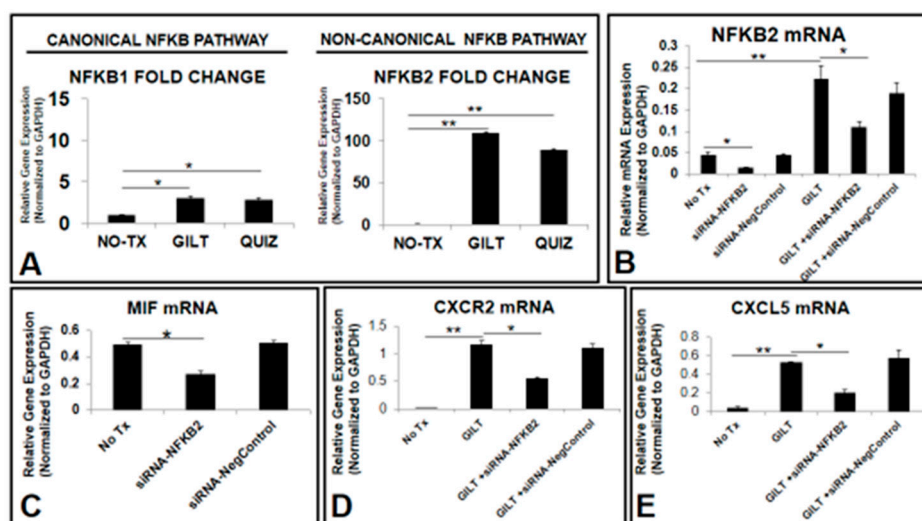 CANONICAL NFKB PATHWAY
NFKB1 FOLD CHANGE
Relative Gene Expression
(Normalized to GAPDH)
15
10
5
0
*
*
NO-TX GILT QUIZ
A
NON-CANONICAL NFKB PATHWAY
NFKB2 FOLD CHANGE
Relative Gene Expression
(Normalized to GAPDH)
150
100
50
0
**
**
NO-TX GILT QUIZ
NFKB2 mRNA
Relative mRNA Expression
(Normalized to GAPDH)
0.3
0.25
0.2
0.15
0.1
0.05
0
** *
*
No Tx
siRNA-NFKB2
siRNA-NegControl
GILT
GILT +siRNA-NFKB2
GILT +siRNA-NegControl
B
MIF mRNA
Relative Gene Expression
(Normalized to GAPDH)
0.6
0.4
0.2
0
*
No Tx
siRNA-NFKB2
siRNA-NegControl
C
CXCR2 mRNA
Relative Gene Expression
(Normalized to GAPDH)
1.5
1
0.5
0
** *
No Tx
GILT
GILT +siRNA-NFKB2
GILT +siRNA-NegControl
D
CXCL5 mRNA
Relative Gene Expression
(Normalized to GAPDH)
0.8
0.6
0.4
0.2
0
** *
No Tx
GILT
GILT +siRNA-NFKB2
GILT +siRNA-NegControl
E